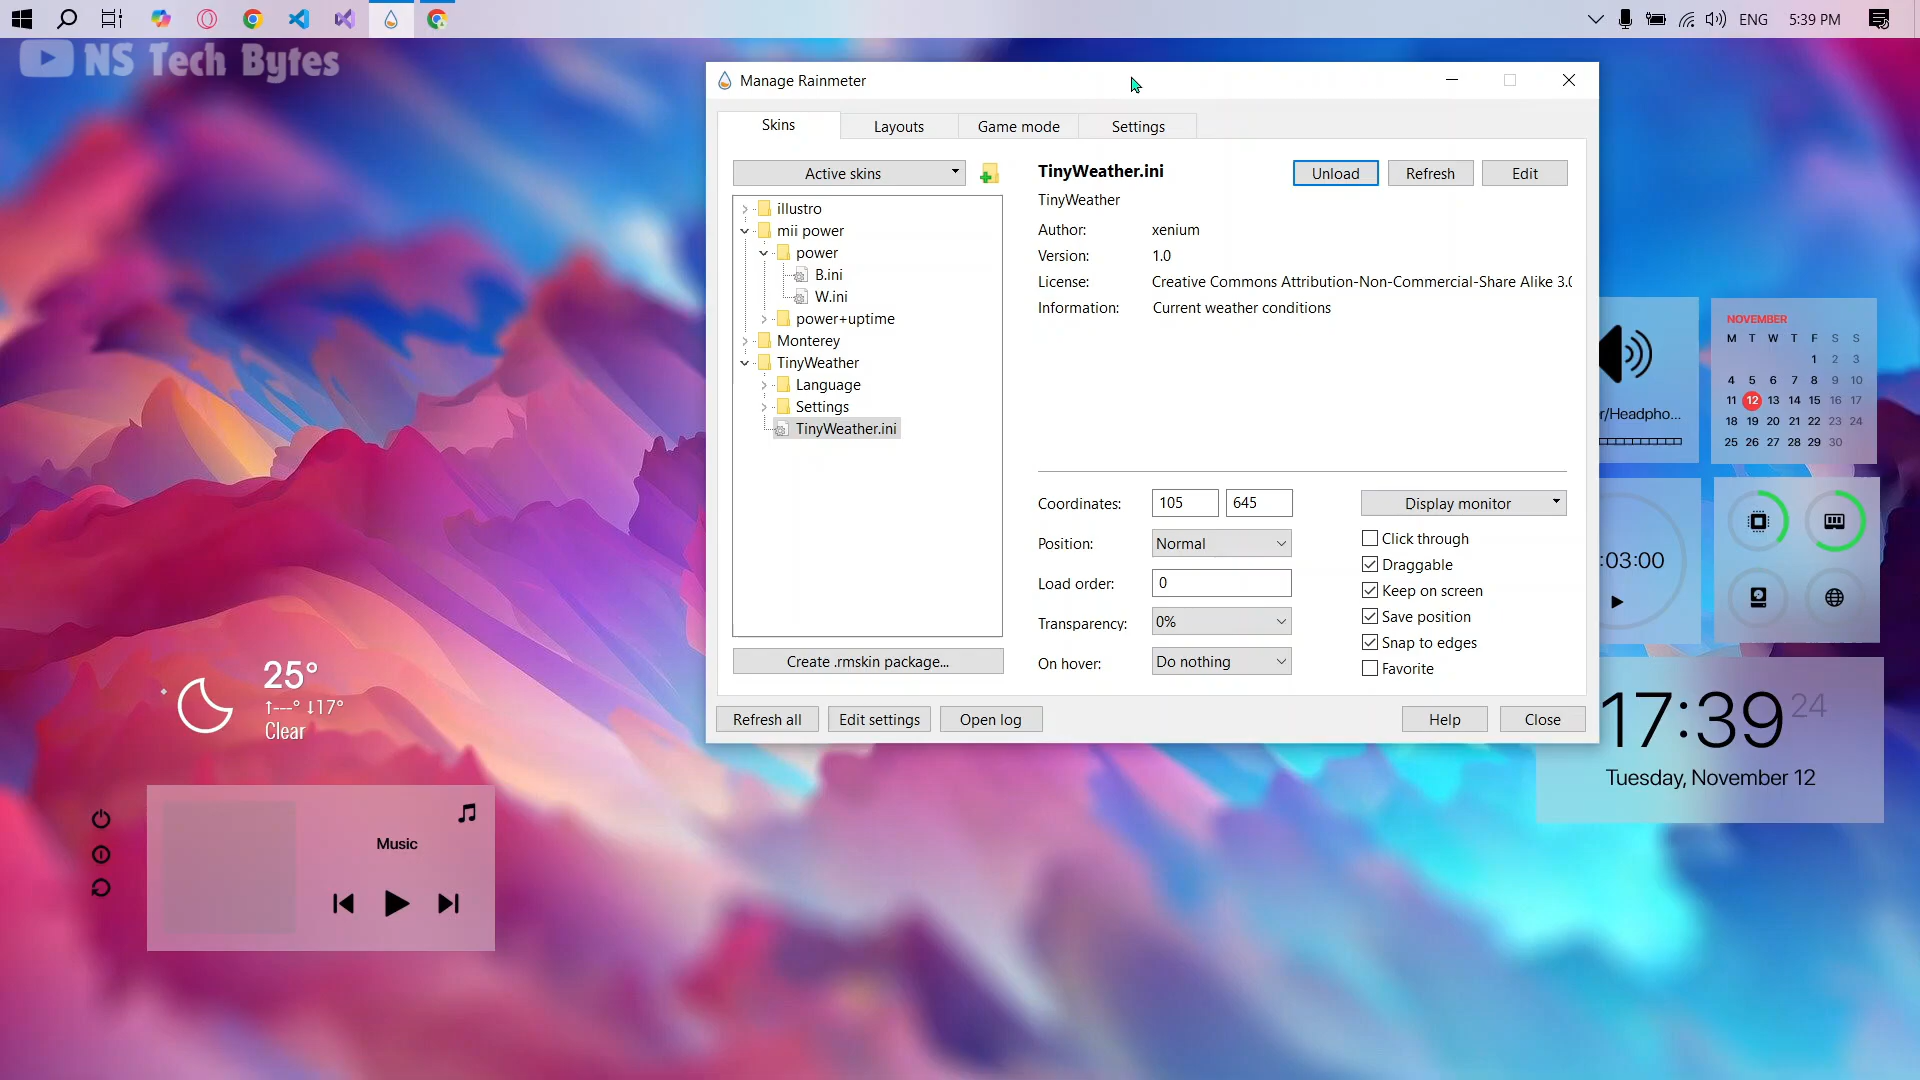 ENG
5:39 PM
NS Tech Bytes
Manage Rainmeter
Skins
Layouts
Game mode
Settings
Active skins
illustro
mii power
power
B.ini
W.ini
power+uptime
Monterey
TinyWeather
Language
Settings
TinyWeather.ini
Create .rmskin package...
TinyWeather.ini
Unload
Refresh
Edit
TinyWeather
Author: xenium
Version: 1.0
License: Creative Commons Attribution-Non-Commercial-Share Alike 3.0
Information: Current weather conditions
Coordinates: 105 645
Display monitor
Position: Normal
Load order: 0
Transparency: 0%
On hover: Do nothing
Click through
Draggable
Keep on screen
Save position
Snap to edges
Favorite
Refresh all
Edit settings
Open log
Help
Close
r/Headpho...
NOVEMBER
M T W T F S S
1 2 3
4 5 6 7 8 9 10
11 12 13 14 15 16 17
18 19 20 21 22 23 24
25 26 27 28 29 30
:03:00
17:39 24
Tuesday, November 12
25°
↑---° ↓17°
Clear
Music